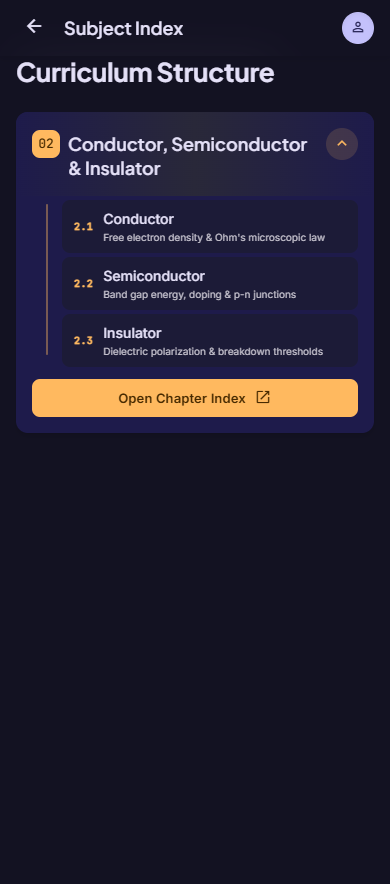 Subject Index
Curriculum Structure
02
Conductor, Semiconductor
& Insulator
2.1
Conductor
Free electron density & Ohm's microscopic law
2.2
Semiconductor
Band gap energy, doping & p-n junctions
2.3
Insulator
Dielectric polarization & breakdown thresholds
Open Chapter Index